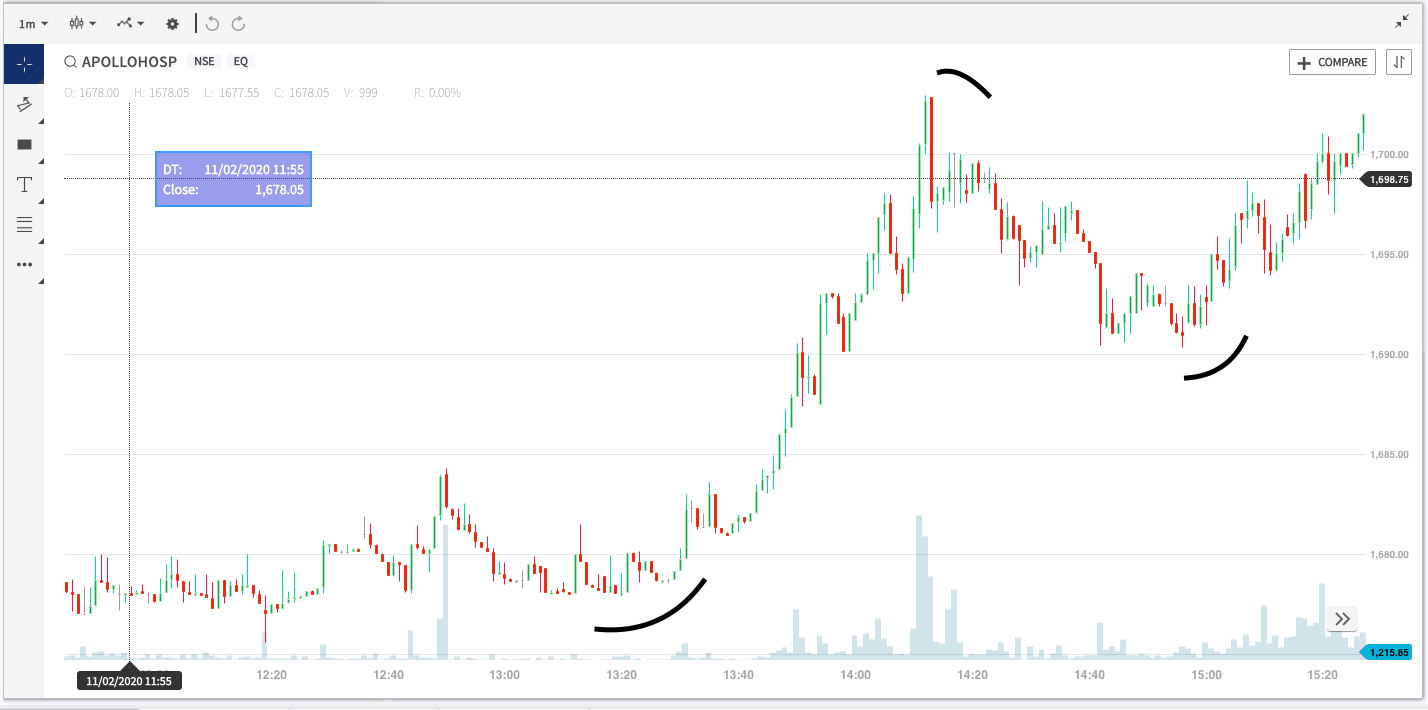 1m
APOLLOHOSP NSE EQ
COMPARE
O: 1678.00 H: 1678.05 L: 1677.55 C: 1678.05 V: 999 R: 0.00%
DT: 11/02/2020 11:55
Close: 1,678.05
1,700.00
1,698.75
1,695.00
1,690.00
1,685.00
1,680.00
1,215.85
11/02/2020 11:55
12:20 12:40 13:00 13:20 13:40 14:00 14:20 14:40 15:00 15:20